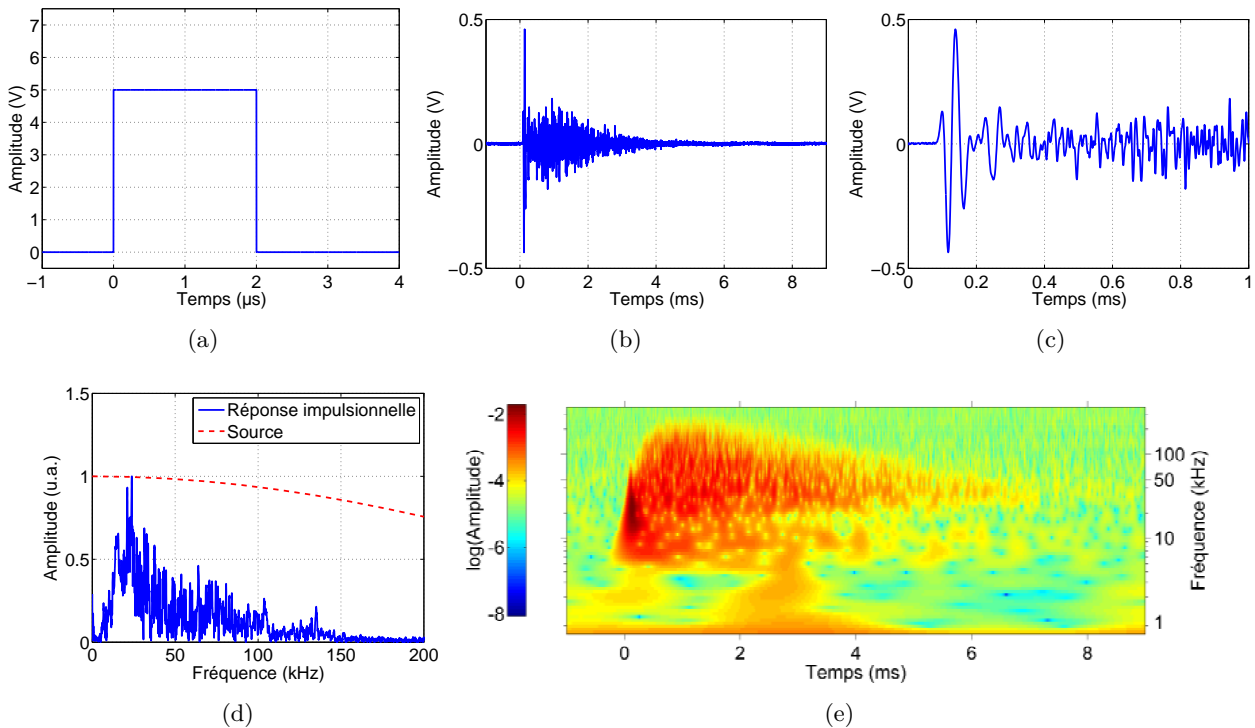 7
6
5
4
3
2
1
0
Amplitude (V)
−1 0 1 2 3 4
Temps (µs)
(a)
0.5
0
−0.5
Amplitude (V)
0 2 4 6 8
Temps (ms)
(b)
0.5
0
−0.5
Amplitude (V)
0 0.2 0.4 0.6 0.8 1
Temps (ms)
(c)
1.5
1
0.5
0
Amplitude (u.a.)
Réponse impulsionnelle
Source
0 50 100 150 200
Fréquence (kHz)
(d)
-2
-4
-6
-8
log(Amplitude)
100
50
10
1
Fréquence (kHz)
0 2 4 6 8
Temps (ms)
(e)